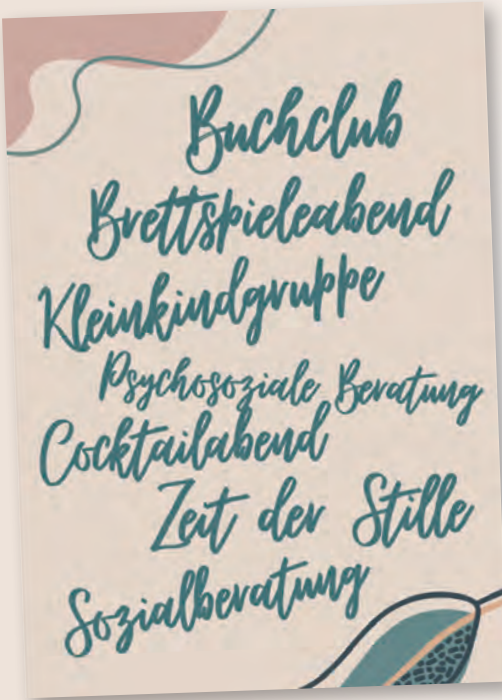 Buchclub
Brettspieleabend
Kleinkindgruppe
Psychosoziale Beratung
Cocktailabend
Zeit der Stille
Sozialberatung